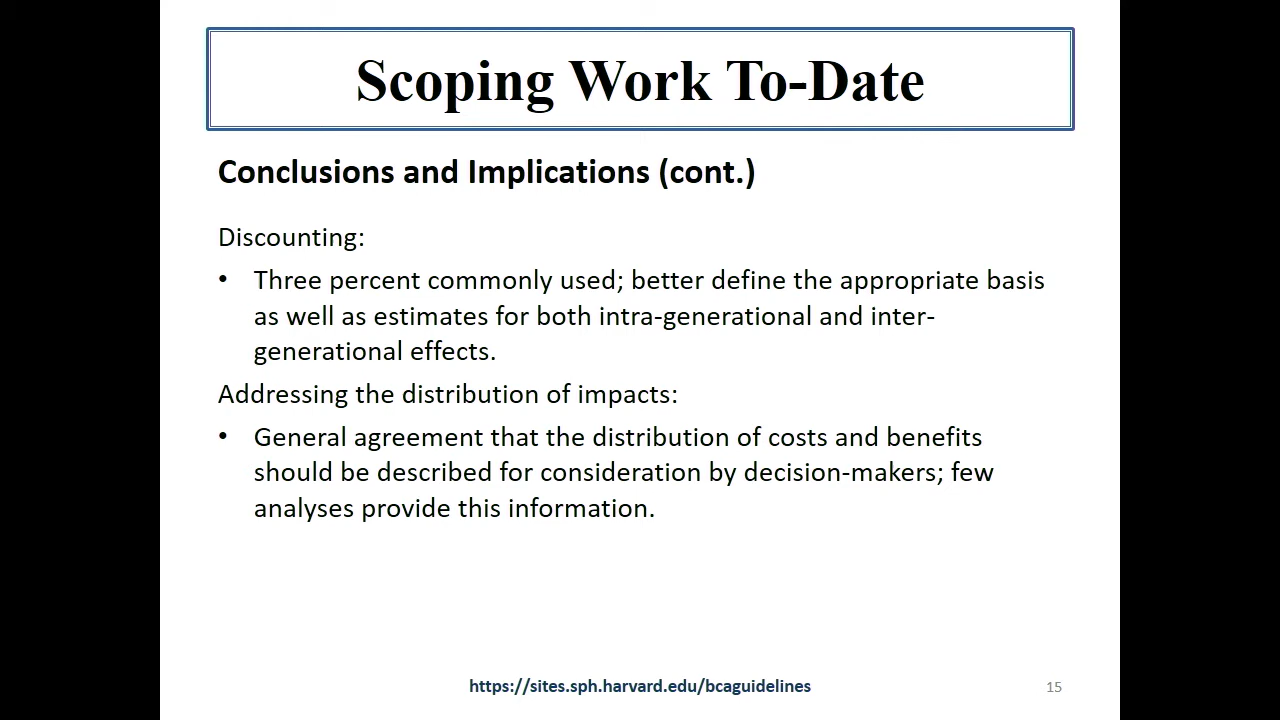 Scoping Work To-Date
Conclusions and Implications (cont.)
Discounting:
• Three percent commonly used; better define the appropriate basis
as well as estimates for both intra-generational and inter-
generational effects.
Addressing the distribution of impacts:
• General agreement that the distribution of costs and benefits
should be described for consideration by decision-makers; few
analyses provide this information.
https://sites.sph.harvard.edu/bcaguidelines
15